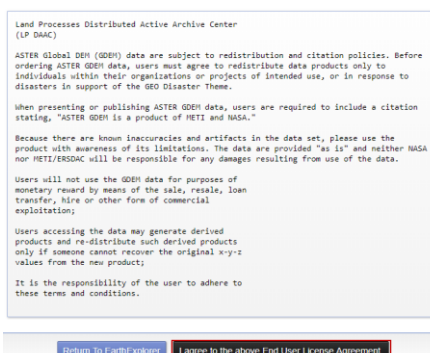 Land Processes Distributed Active Archive Center
(LP DAAC)
ASTER Global DEM (GDEM) data are subject to redistribution and citation policies. Before
ordering ASTER GDEM data, users must agree to redistribute data products only to
individuals within their organizations or projects of intended use, or in response to
disasters in support of the GEO Disaster Theme.
When presenting or publishing ASTER GDEM data, users are required to include a citation
stating, "ASTER GDEM is a product of METI and NASA."
Because there are known inaccuracies and artifacts in the data set, please use the
product with awareness of its limitations. The data are provided "as is" and neither NASA
nor METI/ERSDAC will be responsible for any damages resulting from use of the data.
Users will not use the GDEM data for purposes of
monetary reward by means of the sale, resale, loan
transfer, hire or other form of commercial
exploitation;
Users accessing the data may generate derived
products and re-distribute such derived products
only if someone cannot recover the original x-y-z
values from the new product;
It is the responsibility of the user to adhere to
these terms and conditions.
Return To EarthExplorer I agree to the above End User License Agreement